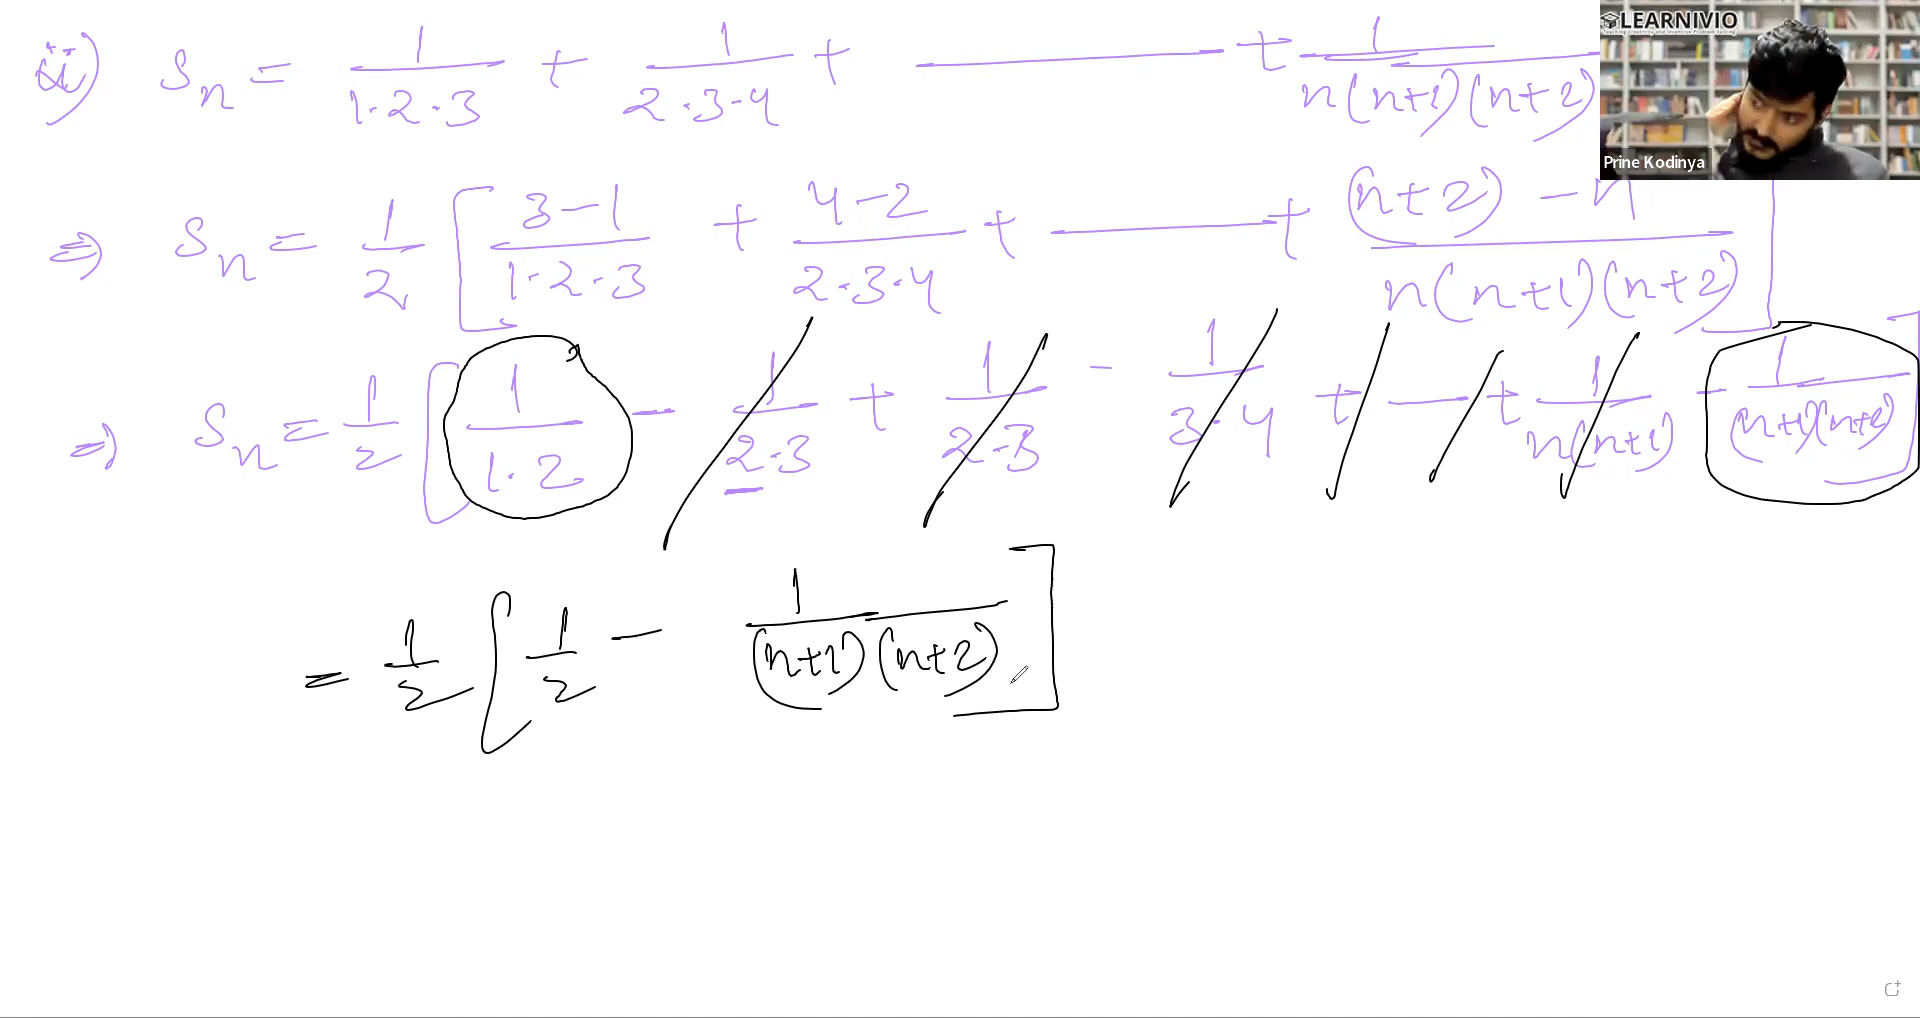 LEARNIVIO
Prine Kodinya
ii) Sn = 1/(1·2·3) + 1/(2·3·4) + ——— + 1/(n(n+1)(n+2))
⇒ Sn = 1/2 [ (3-1)/(1·2·3) + (4-2)/(2·3·4) + ——— + ((n+2) - n)/(n(n+1)(n+2)) ]
⇒ Sn = 1/2 [ 1/(1·2) - 1/(2·3) + 1/(2·3) - 1/(3·4) + — + 1/(n(n+1)) - 1/((n+1)(n+2)) ]
= 1/2 [ 1/2 - 1/((n+1)(n+2)) ]